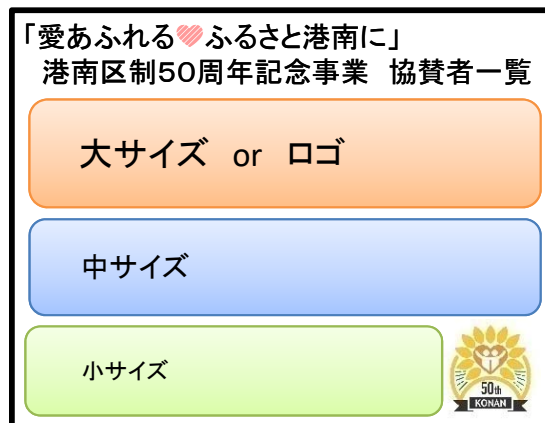 「愛あふれる♥ふるさと港南に」
港南区制50周年記念事業　協賛者一覧
大サイズ　or　ロゴ
中サイズ
小サイズ
50th
KONAN